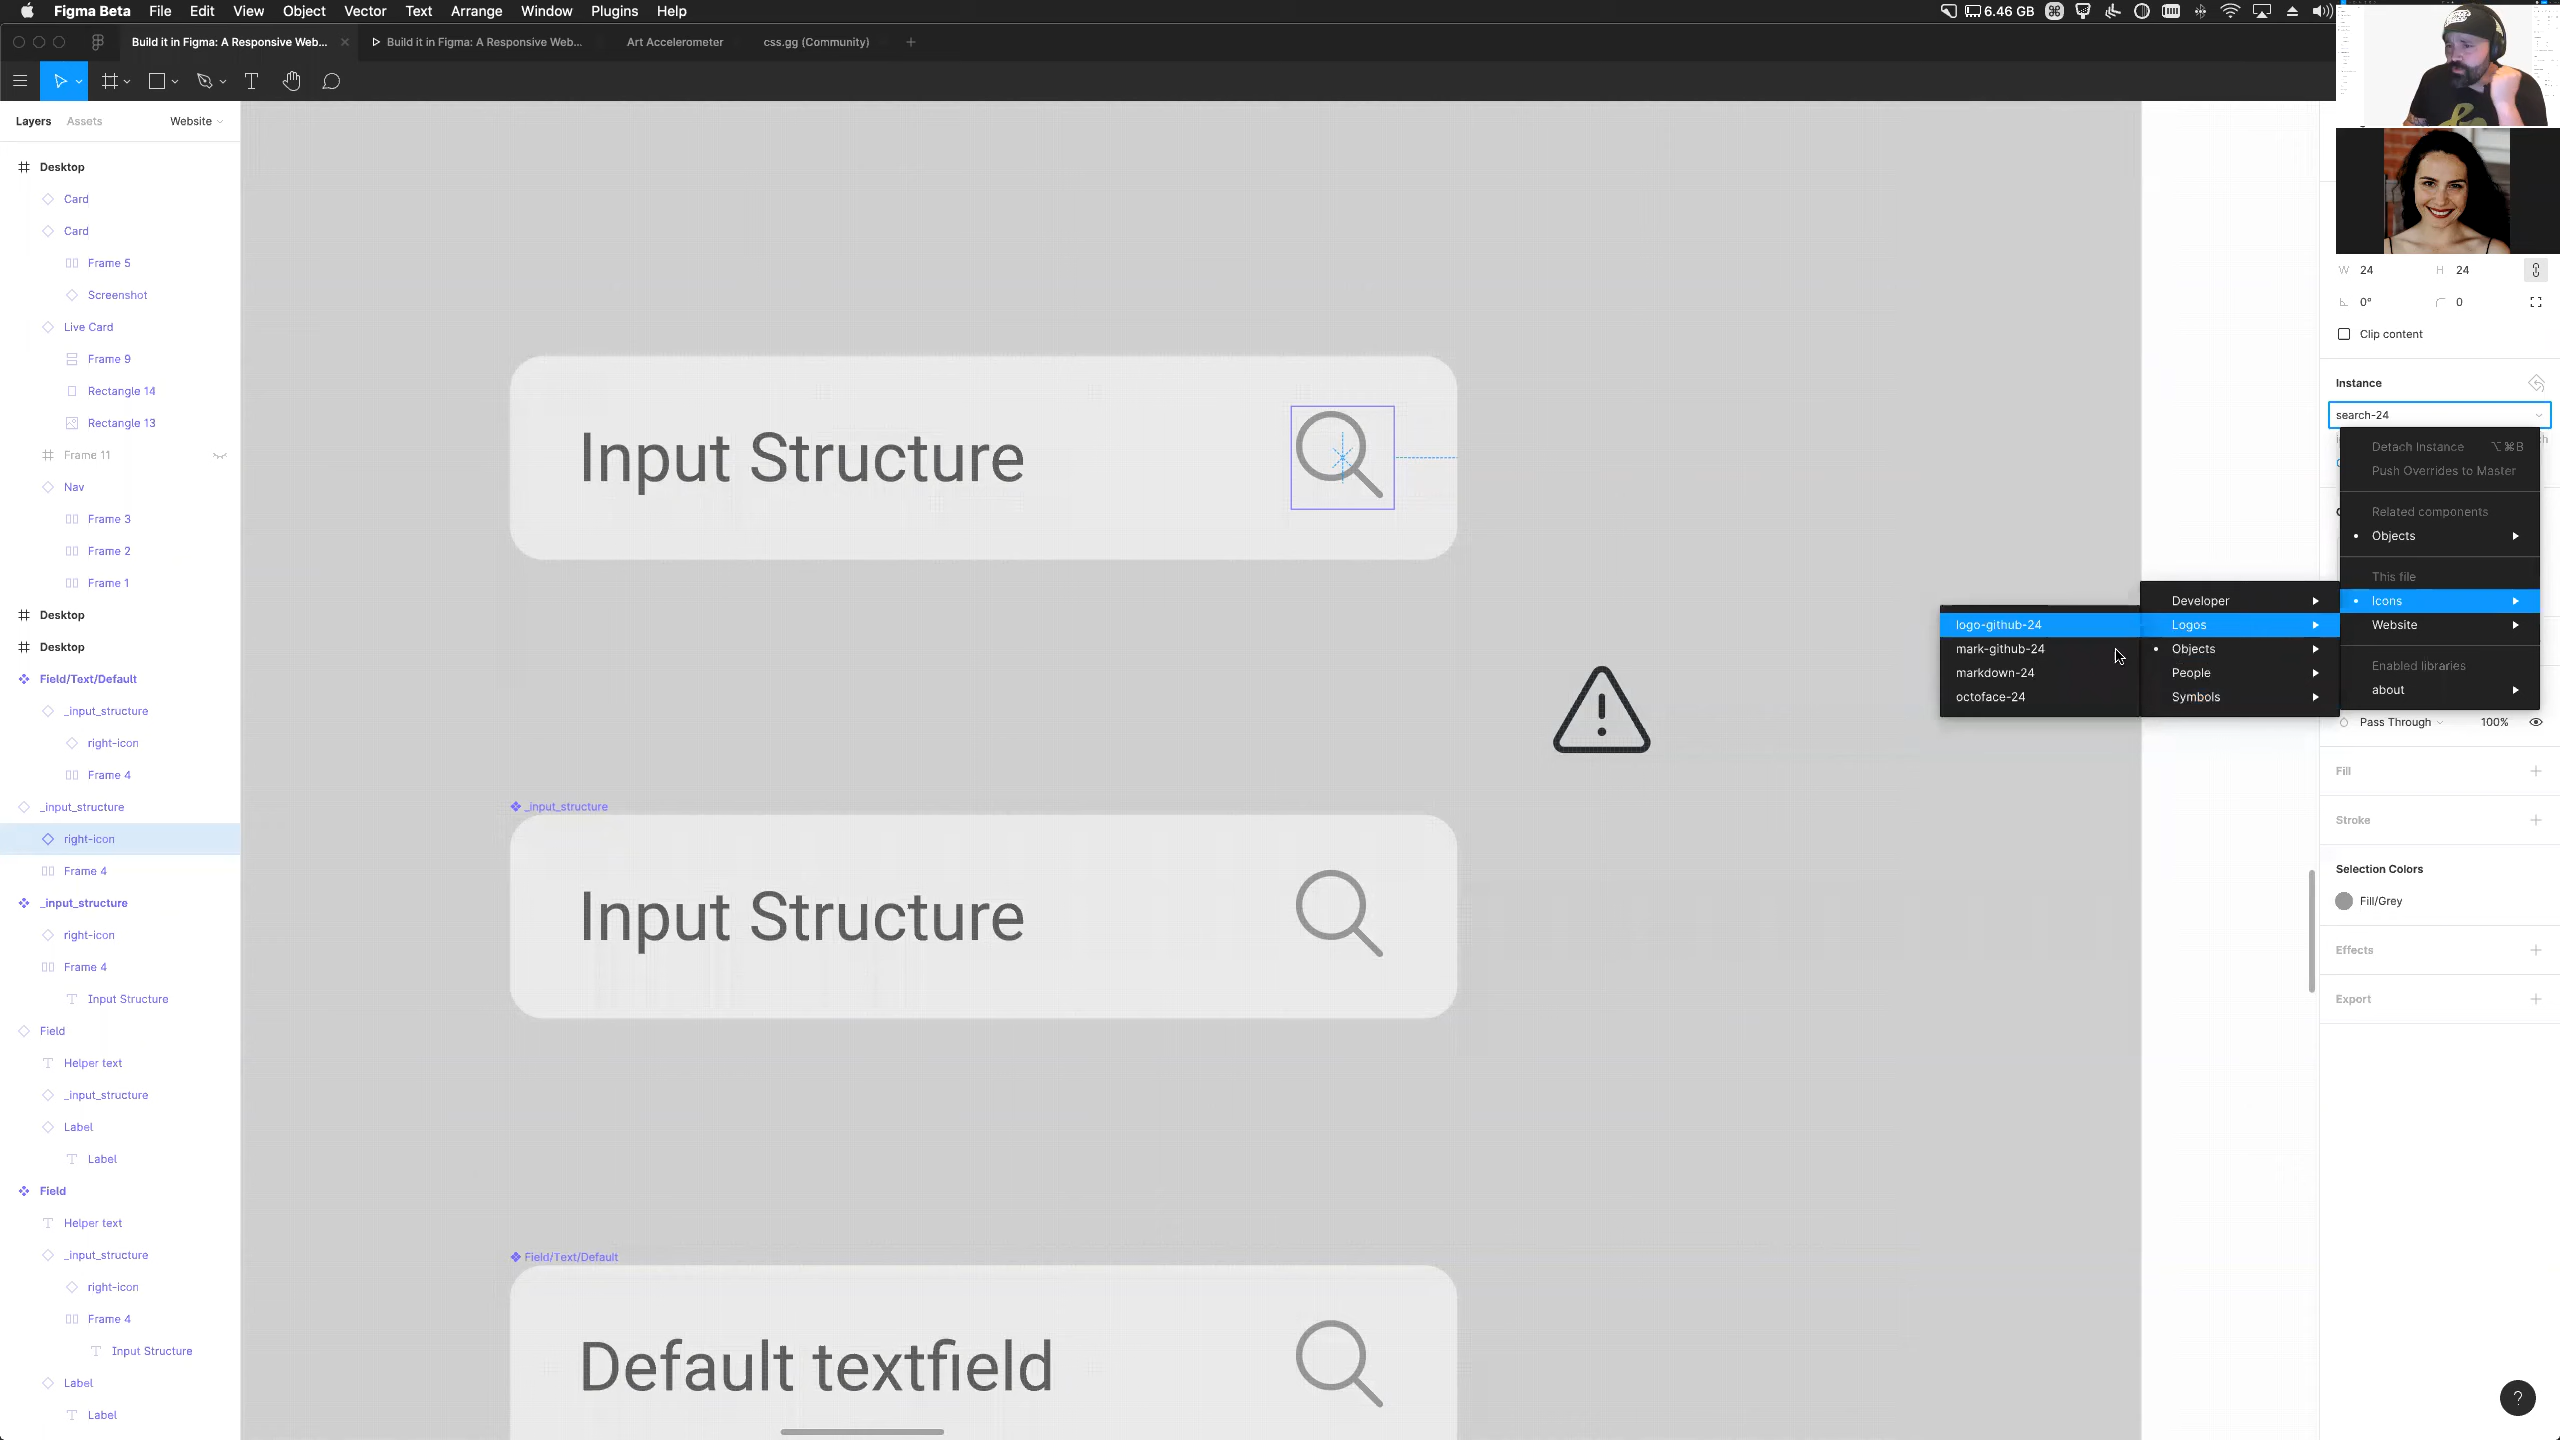 Figma Beta File Edit View Object Vector Text Arrange Window Plugins Help
6.46 GB
Build it in Figma: A Responsive Web...
Build it in Figma: A Responsive Web...
Art Accelerometer
css.gg (Community)
Layers
Assets
Website
Desktop
Card
Card
Frame 5
Screenshot
Live Card
Frame 9
Rectangle 14
Rectangle 13
Frame 11
Nav
Frame 3
Frame 2
Frame 1
Desktop
Desktop
Field/Text/Default
_input_structure
right-icon
Frame 4
_input_structure
right-icon
Frame 4
_input_structure
right-icon
Frame 4
Input Structure
Field
Helper text
_input_structure
Label
Label
Field
Helper text
_input_structure
right-icon
Frame 4
Input Structure
Label
Label
Input Structure
_input_structure
Input Structure
Field/Text/Default
Default textfield
W 24
H 24
0°
0
Clip content
Instance
search-24
Detach Instance ⌥⌘B
Push Overrides to Master
Related components
Objects
This file
Icons
Website
Enabled libraries
about
Developer
Logos
Objects
People
Symbols
logo-github-24
mark-github-24
markdown-24
octoface-24
Pass Through
100%
Fill
Stroke
Selection Colors
Fill/Grey
Effects
Export
?